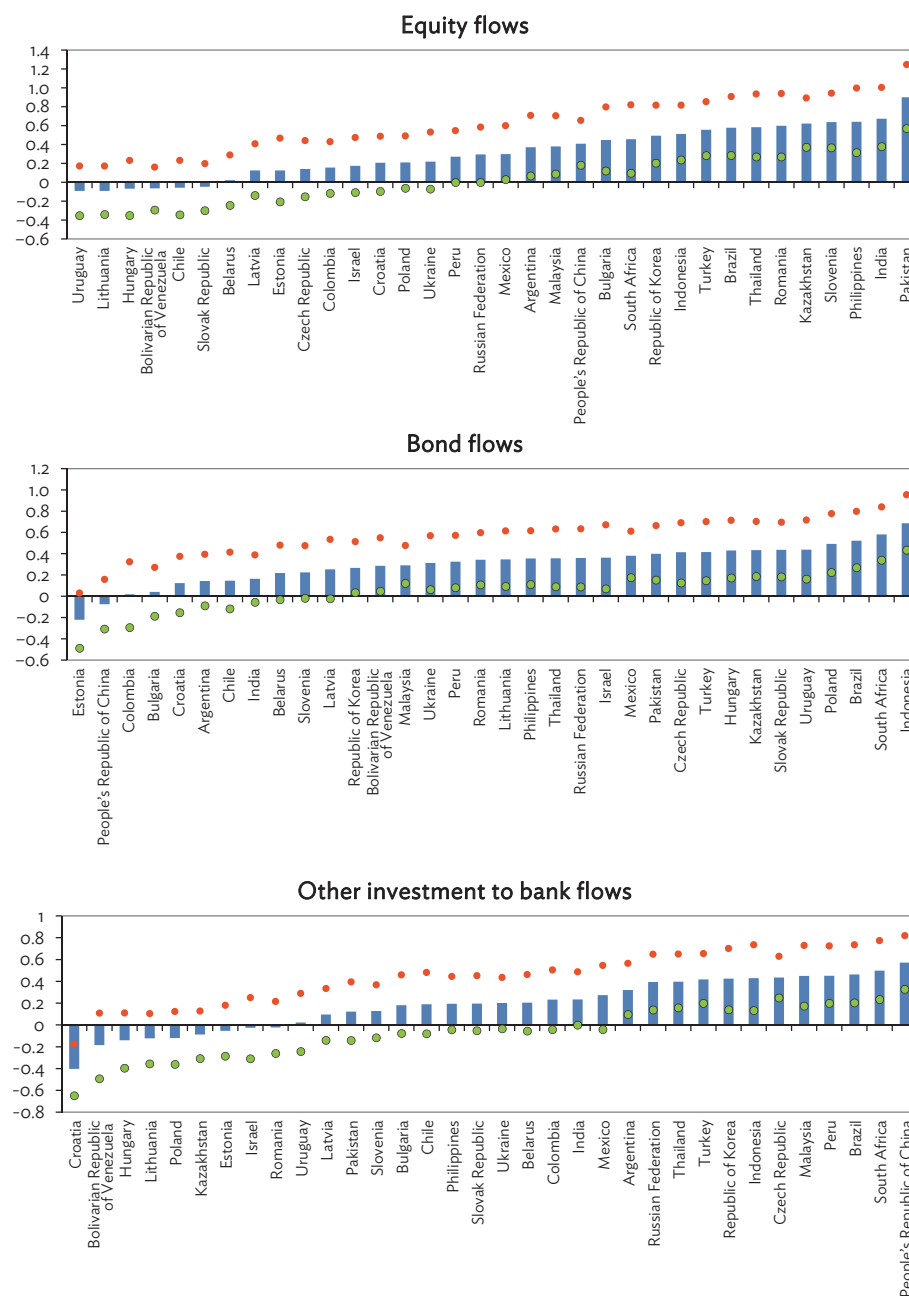 Equity flows
1.4
1.2
1.0
0.8
0.6
0.4
0.2
0
−0.2
−0.4
−0.6
Uruguay
Lithuania
Hungary
Bolivarian Republic
of Venezuela
Chile
Slovak Republic
Belarus
Latvia
Estonia
Czech Republic
Colombia
Israel
Croatia
Poland
Ukraine
Peru
Russian Federation
Mexico
Argentina
Malaysia
People's Republic of China
Bulgaria
South Africa
Republic of Korea
Indonesia
Turkey
Brazil
Thailand
Romania
Kazakhstan
Slovenia
Philippines
India
Pakistan
Bond flows
1.2
1.0
0.8
0.6
0.4
0.2
0
−0.2
−0.4
−0.6
Estonia
People's Republic of China
Colombia
Bulgaria
Croatia
Argentina
Chile
India
Belarus
Slovenia
Latvia
Republic of Korea
Bolivarian Republic
of Venezuela
Malaysia
Ukraine
Peru
Romania
Lithuania
Philippines
Thailand
Russian Federation
Israel
Mexico
Pakistan
Czech Republic
Turkey
Hungary
Kazakhstan
Slovak Republic
Uruguay
Poland
Brazil
South Africa
Indonesia
Other investment to bank flows
1
0.8
0.6
0.4
0.2
0
-0.2
-0.4
-0.6
-0.8
Croatia
Bolivarian Republic
of Venezuela
Hungary
Lithuania
Poland
Kazakhstan
Estonia
Israel
Romania
Uruguay
Latvia
Pakistan
Slovenia
Bulgaria
Chile
Philippines
Slovak Republic
Ukraine
Belarus
Colombia
India
Mexico
Argentina
Russian Federation
Thailand
Turkey
Republic of Korea
Indonesia
Czech Republic
Malaysia
Peru
Brazil
South Africa
People's Republic of China